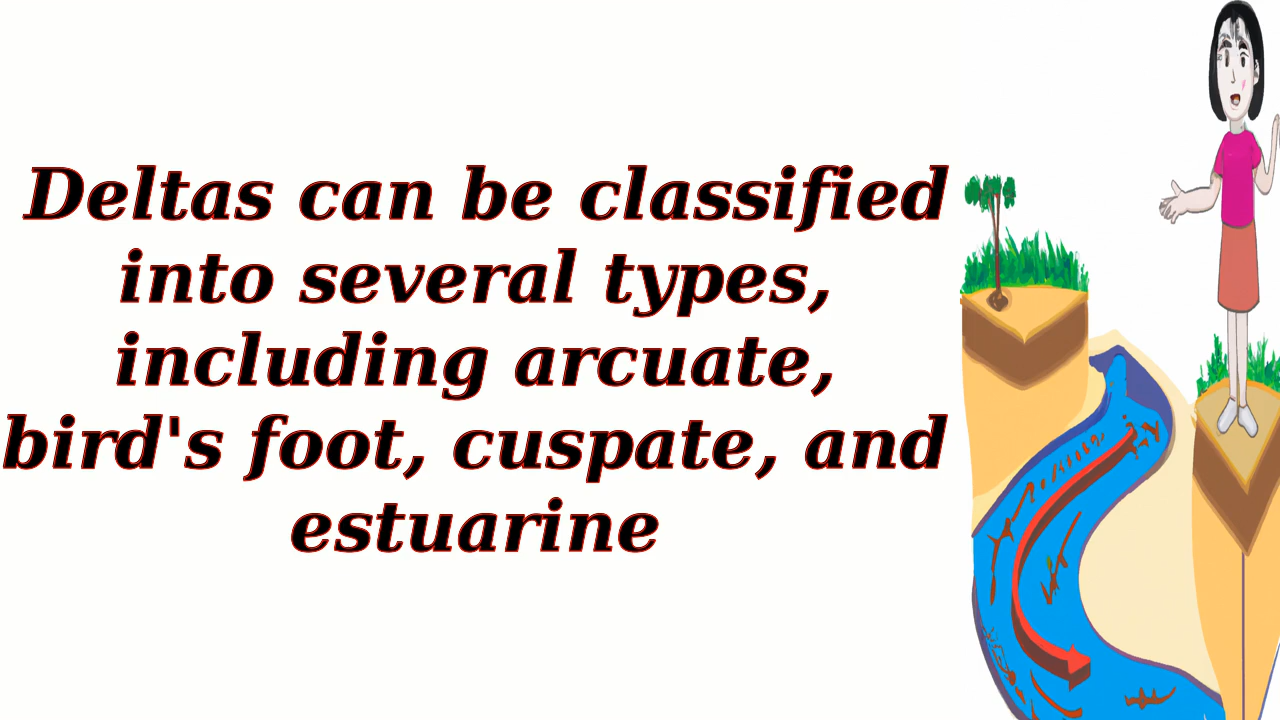 Deltas can be classified
into several types,
including arcuate,
bird's foot, cuspate, and
estuarine